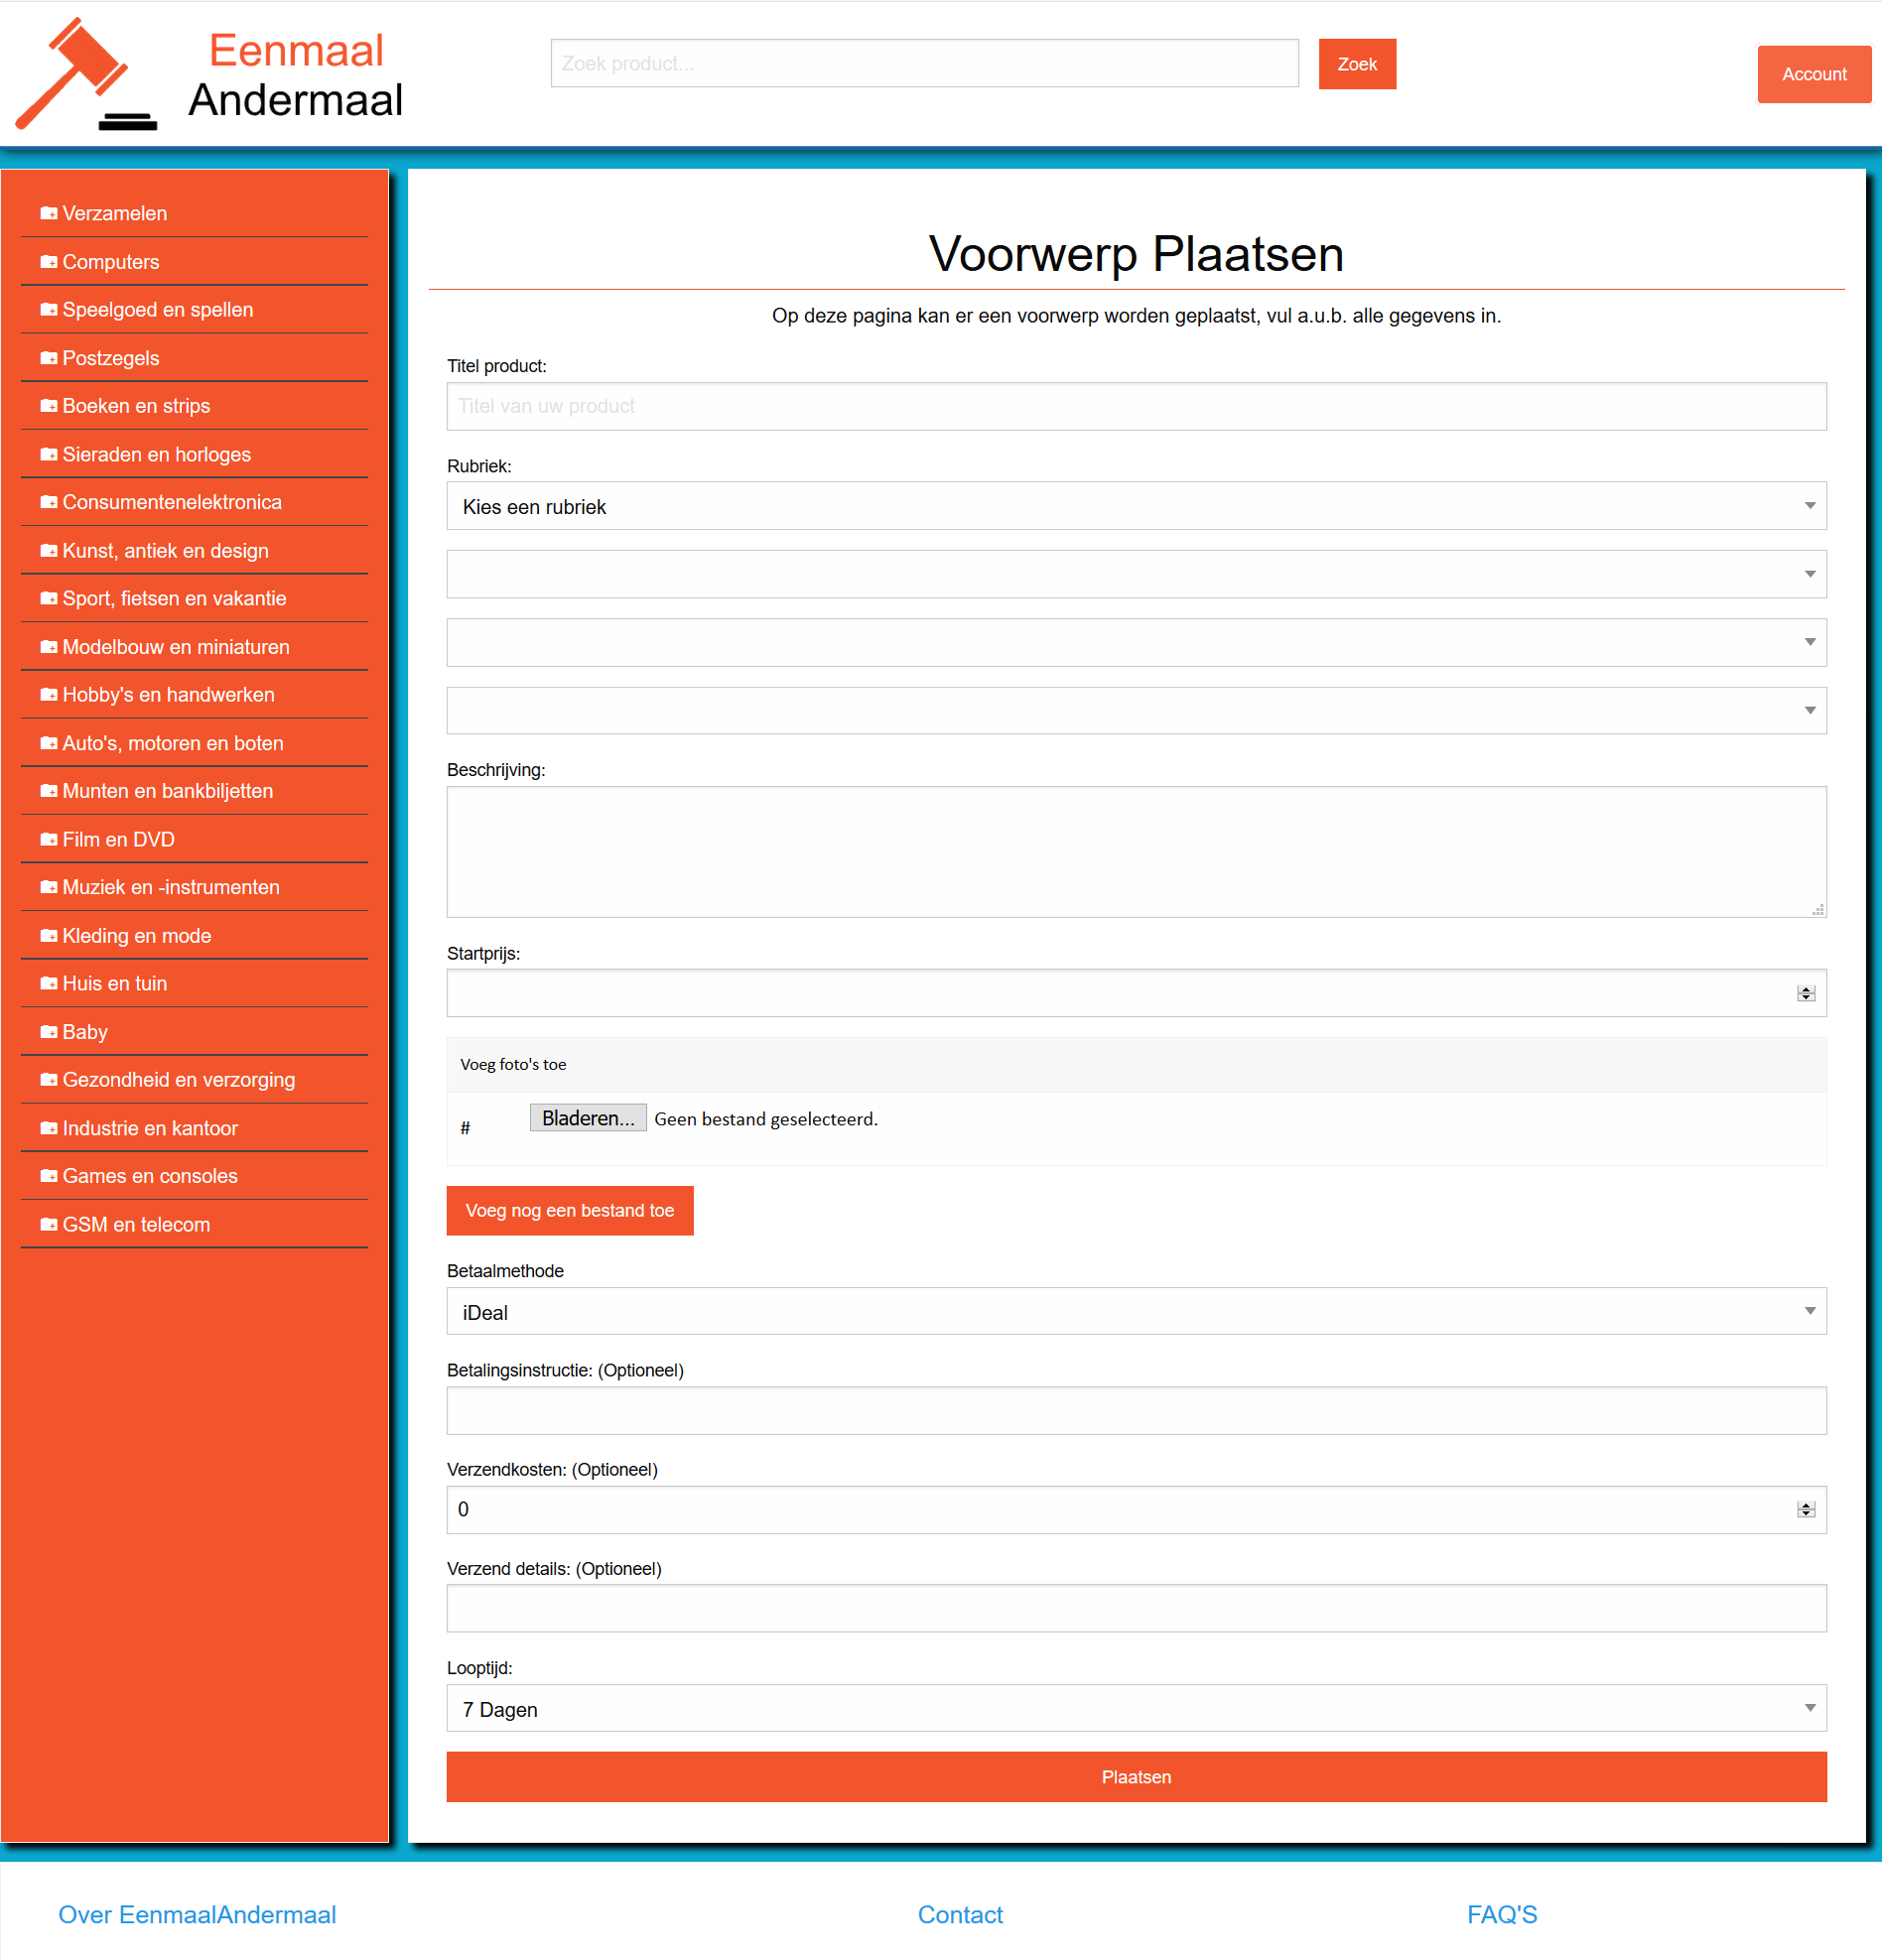 Eenmaal
Andermaal
Zoek product...
Zoek
Account
Verzamelen
Computers
Speelgoed en spellen
Postzegels
Boeken en strips
Sieraden en horloges
Consumentenelektronica
Kunst, antiek en design
Sport, fietsen en vakantie
Modelbouw en miniaturen
Hobby's en handwerken
Auto's, motoren en boten
Munten en bankbiljetten
Film en DVD
Muziek en -instrumenten
Kleding en mode
Huis en tuin
Baby
Gezondheid en verzorging
Industrie en kantoor
Games en consoles
GSM en telecom
Voorwerp Plaatsen
Op deze pagina kan er een voorwerp worden geplaatst, vul a.u.b. alle gegevens in.
Titel product:
Titel van uw product
Rubriek:
Kies een rubriek
Beschrijving:
Startprijs:
Voeg foto's toe
# Bladeren... Geen bestand geselecteerd.
Voeg nog een bestand toe
Betaalmethode
iDeal
Betalingsinstructie: (Optioneel)
Verzendkosten: (Optioneel)
0
Verzend details: (Optioneel)
Looptijd:
7 Dagen
Plaatsen
Over EenmaalAndermaal
Contact
FAQ'S